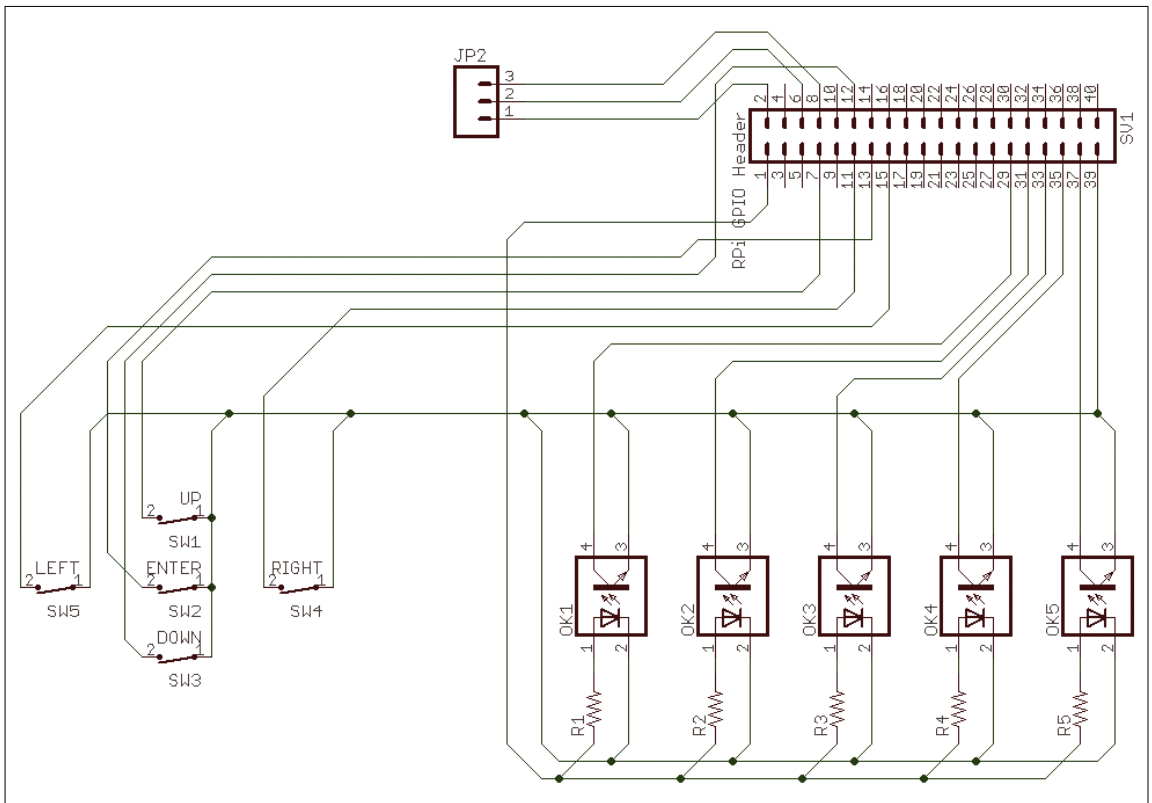 JP2
3
2
1
2 4 6 8 10 12 14 16 18 20 22 24 26 28 30 32 34 36 38 40
SV1
RPi GPIO Header
1 3 5 7 9 11 13 15 17 19 21 23 25 27 29 31 33 35 37 39
UP
2 1
SW1
LEFT
2 1
SW5
ENTER
2 1
SW2
RIGHT
2 1
SW4
DOWN
2 1
SW3
4 3
OK1
1 2
R1
4 3
OK2
1 2
R2
4 3
OK3
1 2
R3
4 3
OK4
1 2
R4
4 3
OK5
1 2
R5